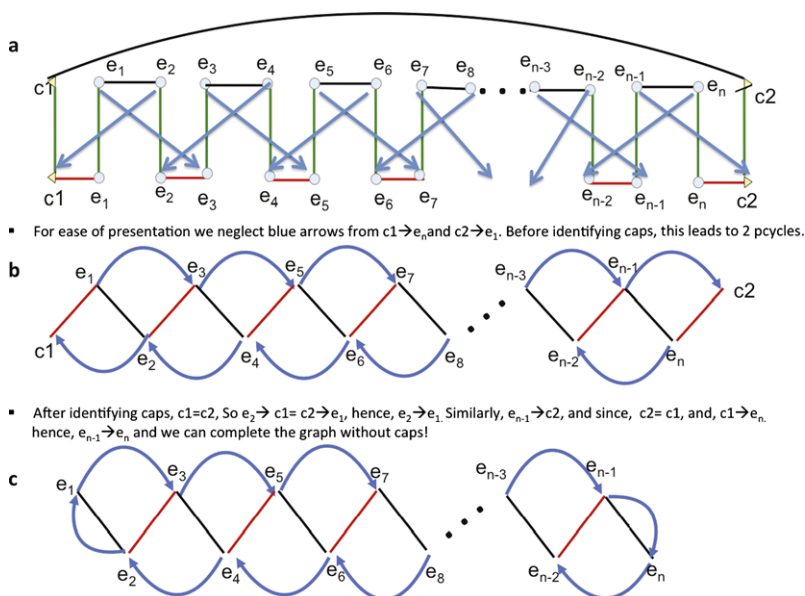 a
c1 e1 e2 e3 e4 e5 e6 e7 e8 ... en-3 en-2 en-1 en c2
c1 e1 e2 e3 e4 e5 e6 e7 en-2 en-1 en c2
▪ For ease of presentation we neglect blue arrows from c1→en and c2→e1. Before identifying caps, this leads to 2 pcycles.
b
e1 e3 e5 e7 en-3 en-1 c2
c1 e2 e4 e6 e8 ... en-2 en
▪ After identifying caps, c1=c2, So e2→ c1= c2→e1, hence, e2→e1. Similarly, en-1→c2, and since, c2= c1, and, c1→en.
hence, en-1→en and we can complete the graph without caps!
c
e1 e3 e5 e7 en-3 en-1
e2 e4 e6 e8 ... en-2 en